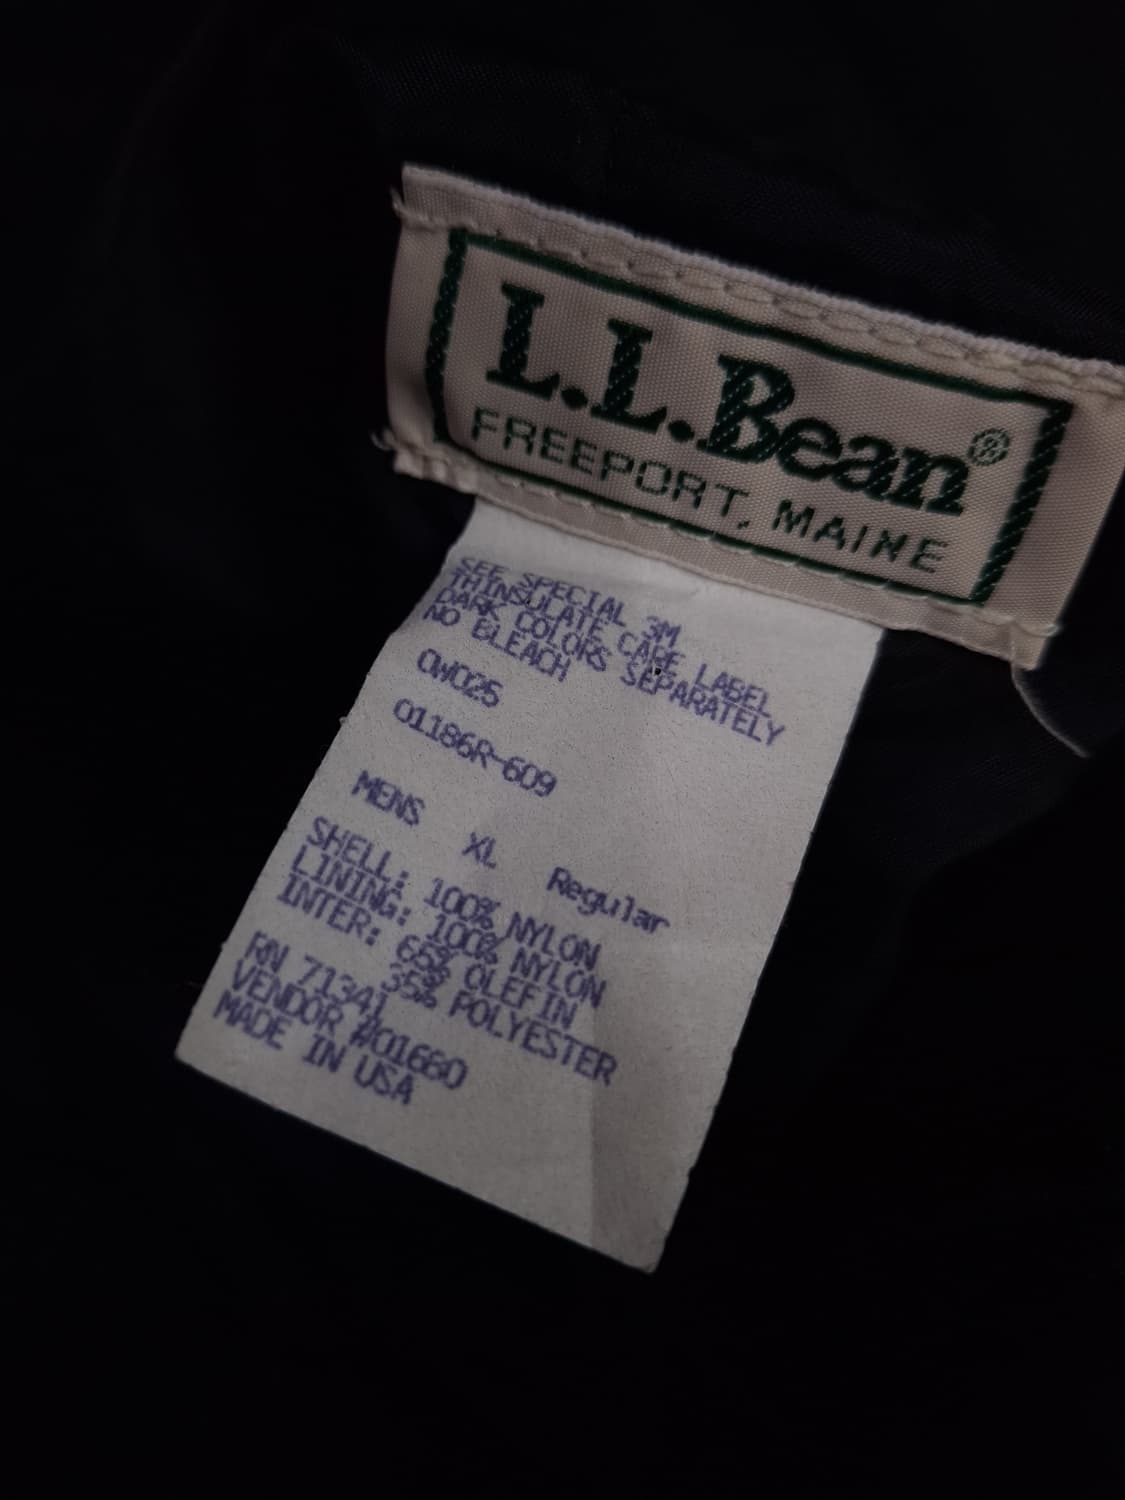 L.L.Bean®
FREEPORT, MAINE
SEE SPECIAL 3M
THINSULATE CARE LABEL
DARK COLORS SEPARATELY
NO BLEACH
OW025
01186R-609
MENS XL Regular
SHELL: 100% NYLON
LINING: 100% NYLON
INTER: 65% OLEFIN
35% POLYESTER
RN 71341
VENDOR #01660
MADE IN USA